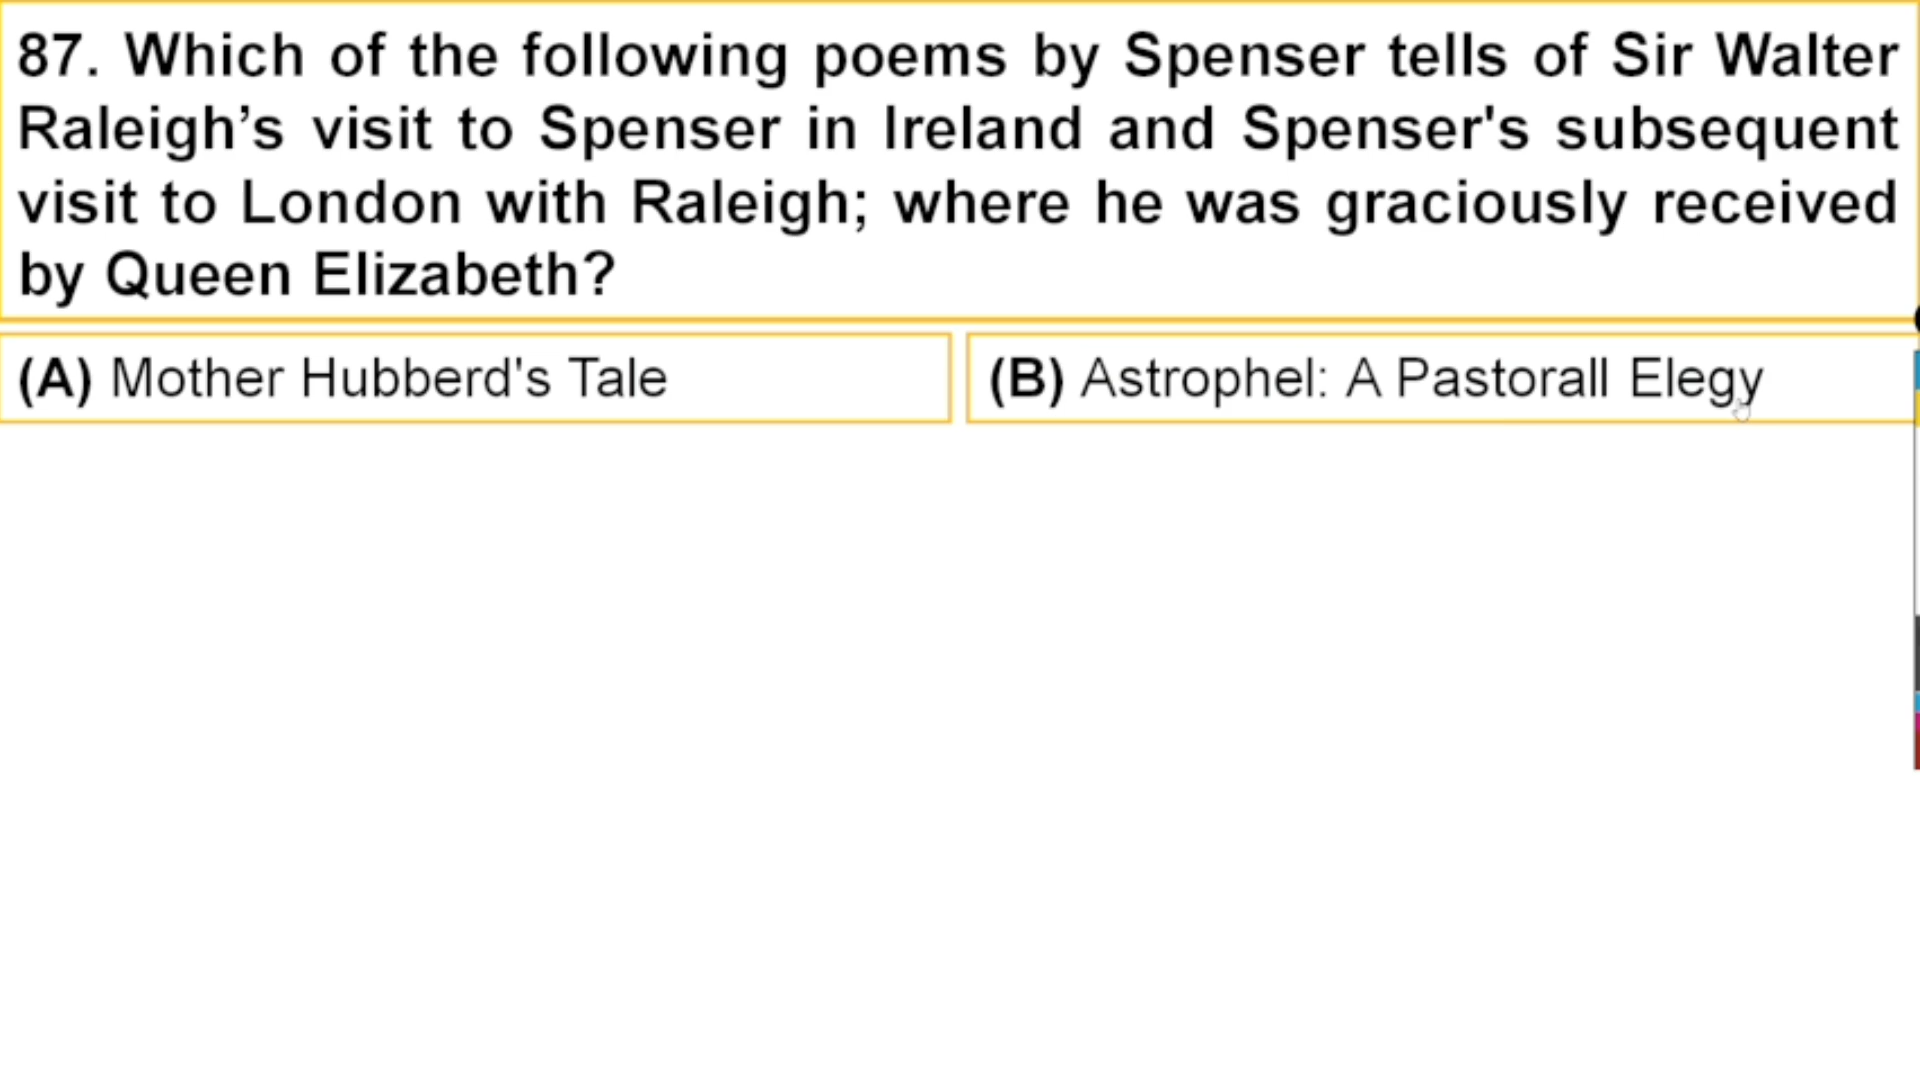 87. Which of the following poems by Spenser tells of Sir Walter
Raleigh’s visit to Spenser in Ireland and Spenser's subsequent
visit to London with Raleigh; where he was graciously received
by Queen Elizabeth?
(A) Mother Hubberd's Tale
(B) Astrophel: A Pastorall Elegy